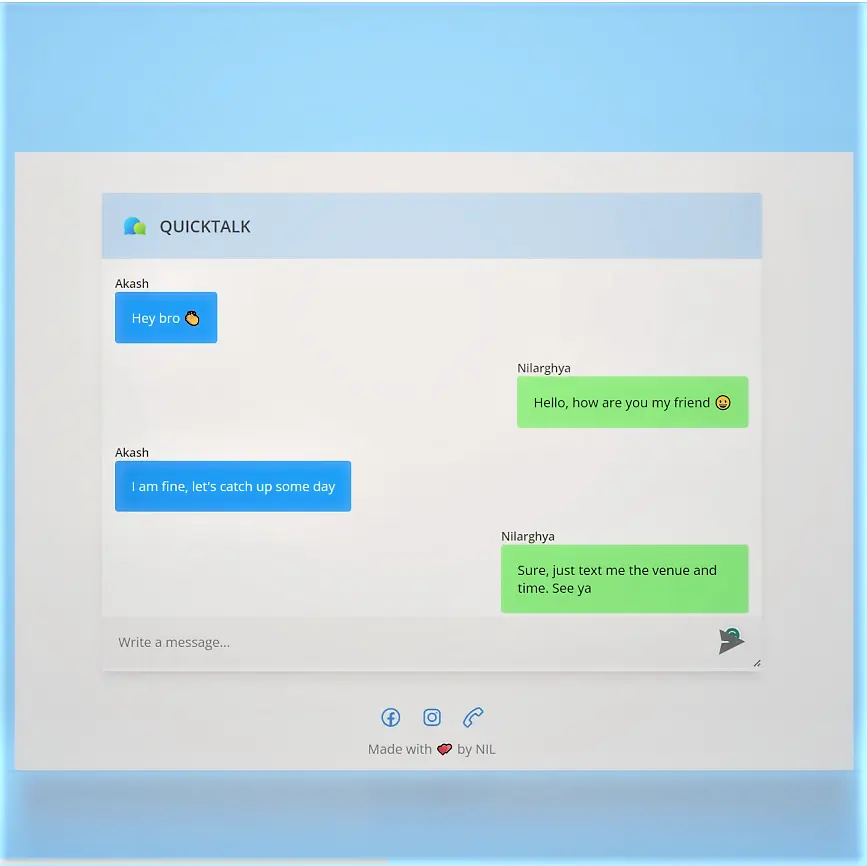 QUICKTALK
Akash
Hey bro 👏
Nilarghya
Hello, how are you my friend 😀
Akash
I am fine, let's catch up some day
Nilarghya
Sure, just text me the venue and
time. See ya
Write a message...
Made with ❤️ by NIL